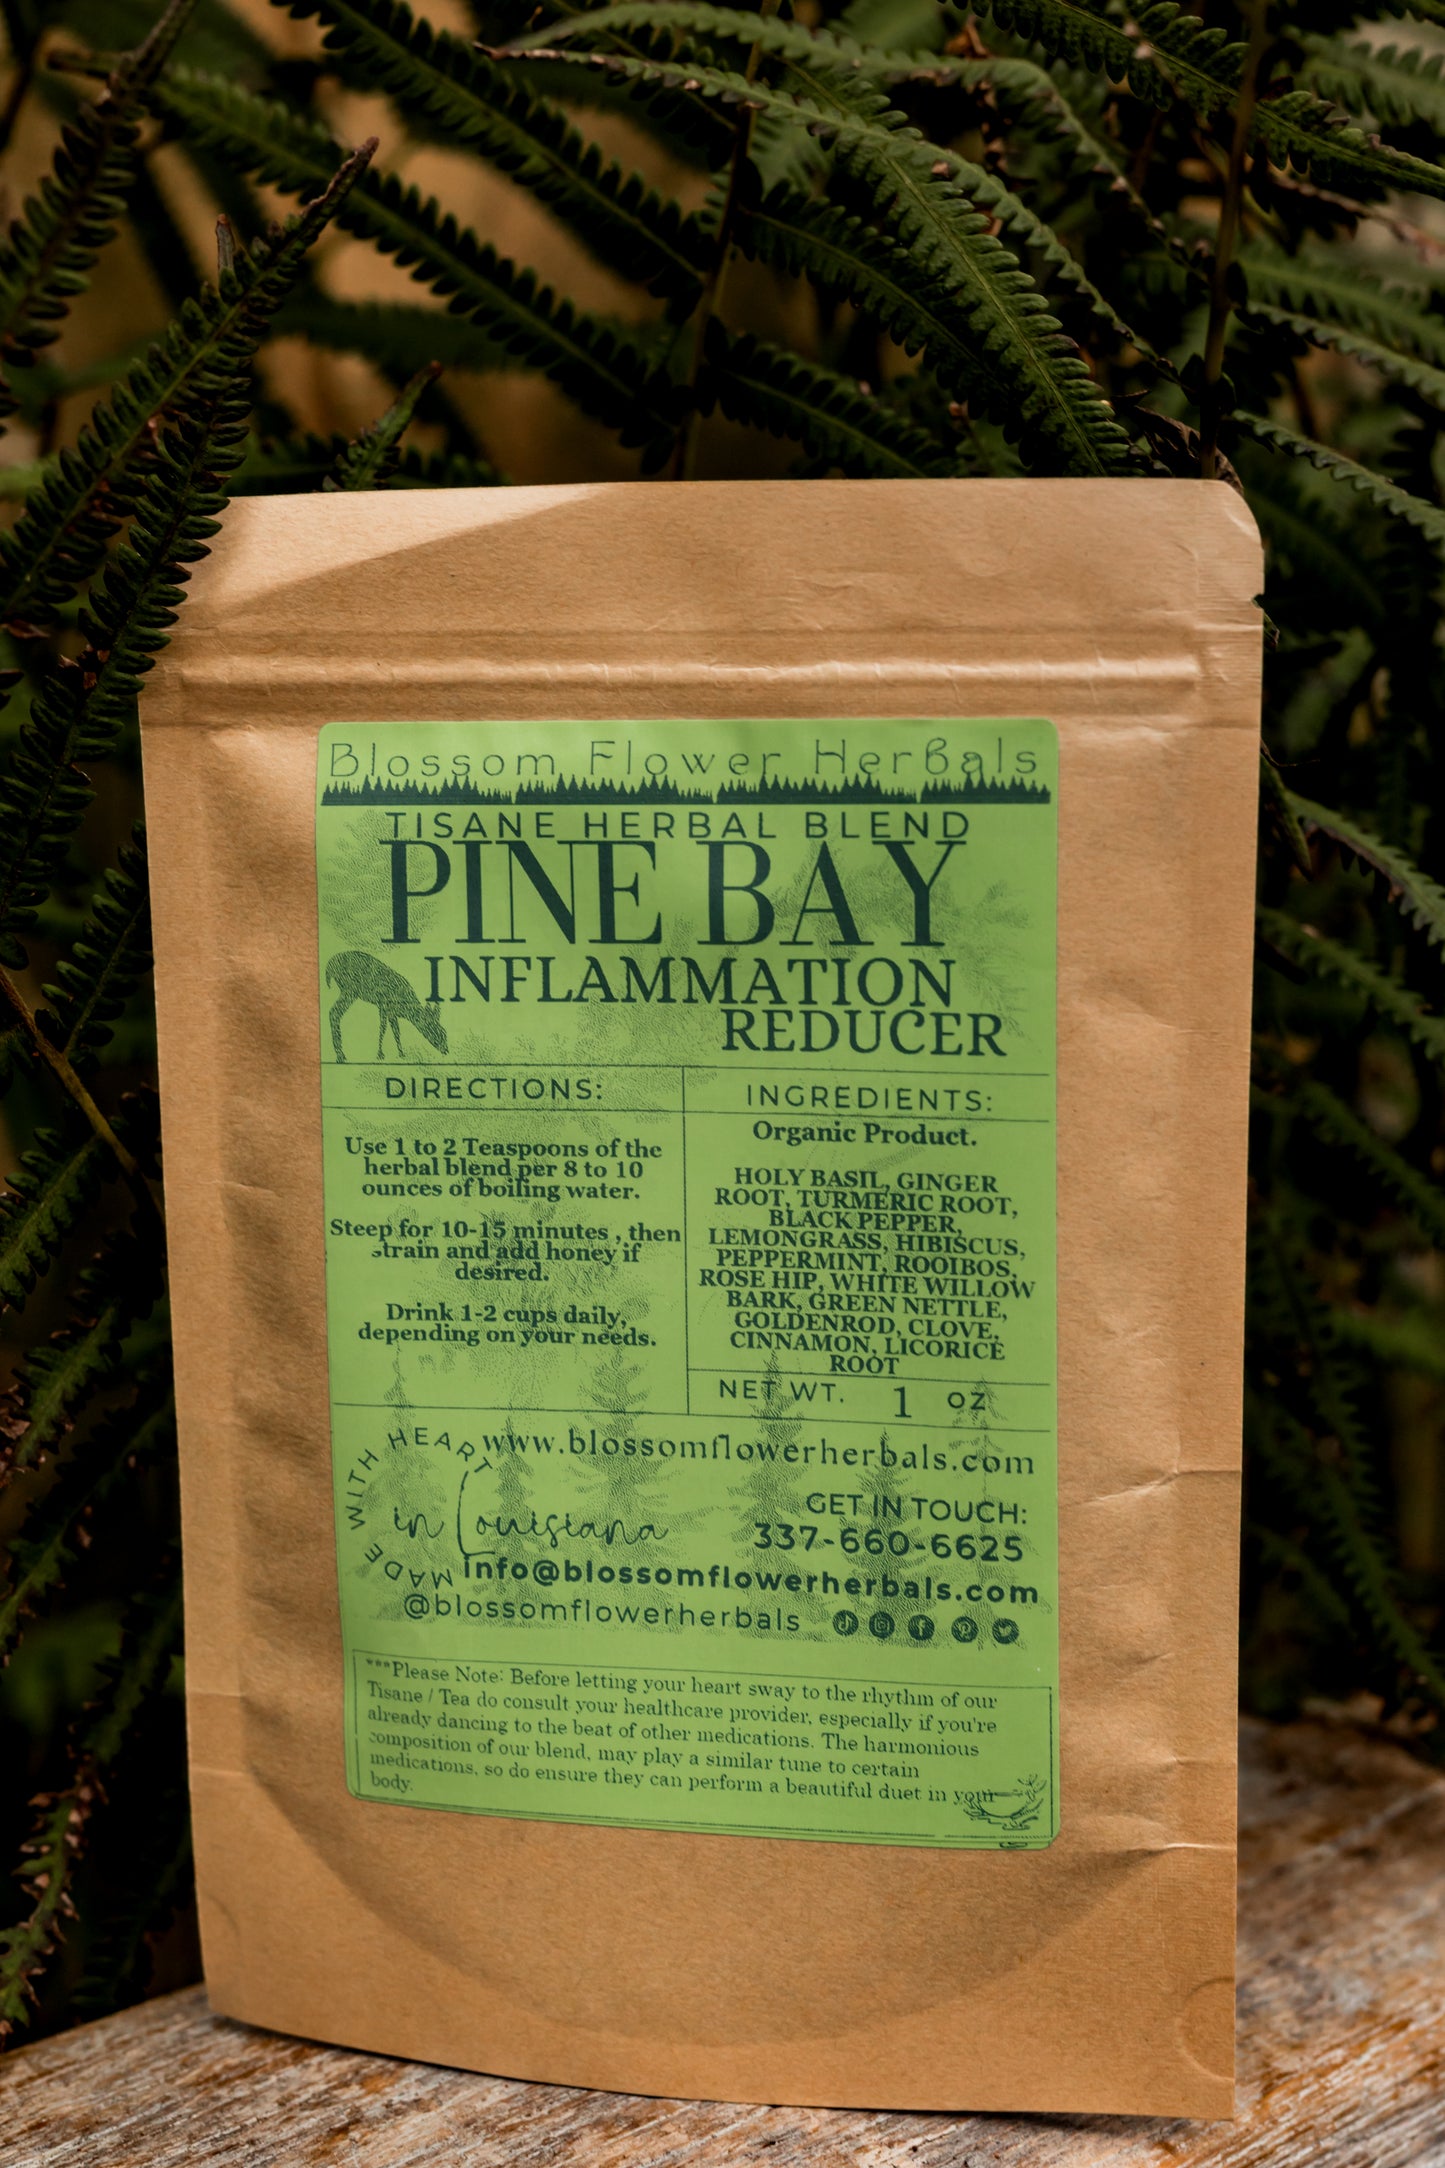 Blossom Flower Herbals
TISANE HERBAL BLEND
PINE BAY
INFLAMMATION
REDUCER
DIRECTIONS:
Use 1 to 2 Teaspoons of the
herbal blend per 8 to 10
ounces of boiling water.
Steep for 10-15 minutes , then
strain and add honey if
desired.
Drink 1-2 cups daily,
depending on your needs.
INGREDIENTS:
Organic Product.
HOLY BASIL, GINGER
ROOT, TURMERIC ROOT,
BLACK PEPPER,
LEMONGRASS, HIBISCUS,
PEPPERMINT, ROOIBOS,
ROSE HIP, WHITE WILLOW
BARK, GREEN NETTLE,
GOLDENROD, CLOVE,
CINNAMON, LICORICE
ROOT
NET WT. 1 OZ
www.blossomflowerherbals.com
MADE WITH HEART
in Louisiana
GET IN TOUCH:
337-660-6625
info@blossomflowerherbals.com
@blossomflowerherbals
***Please Note: Before letting your heart sway to the rhythm of our
Tisane / Tea do consult your healthcare provider, especially if you're
already dancing to the beat of other medications. The harmonious
composition of our blend, may play a similar tune to certain
medications, so do ensure they can perform a beautiful duet in your
body.